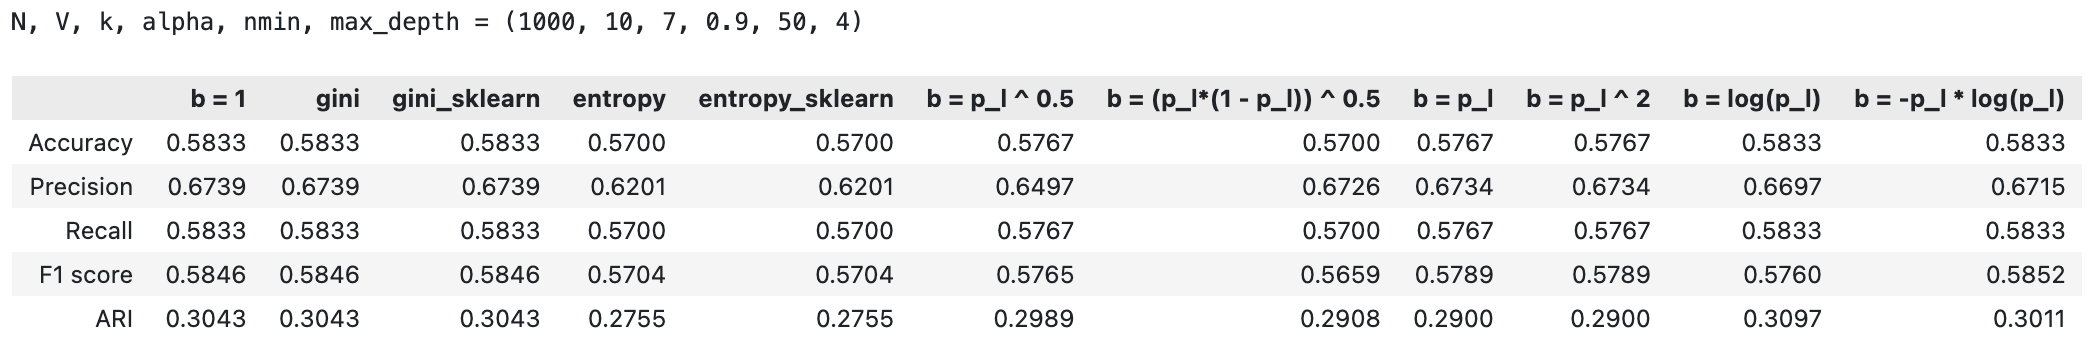 N, V, k, alpha, nmin, max_depth = (1000, 10, 7, 0.9, 50, 4)
b = 1 gini gini_sklearn entropy entropy_sklearn b = p_l ^ 0.5 b = (p_l*(1 - p_l)) ^ 0.5 b = p_l b = p_l ^ 2 b = log(p_l) b = -p_l * log(p_l)
Accuracy 0.5833 0.5833 0.5833 0.5700 0.5700 0.5767 0.5700 0.5767 0.5767 0.5833 0.5833
Precision 0.6739 0.6739 0.6739 0.6201 0.6201 0.6497 0.6726 0.6734 0.6734 0.6697 0.6715
Recall 0.5833 0.5833 0.5833 0.5700 0.5700 0.5767 0.5700 0.5767 0.5767 0.5833 0.5833
F1 score 0.5846 0.5846 0.5846 0.5704 0.5704 0.5765 0.5659 0.5789 0.5789 0.5760 0.5852
ARI 0.3043 0.3043 0.3043 0.2755 0.2755 0.2989 0.2908 0.2900 0.2900 0.3097 0.3011